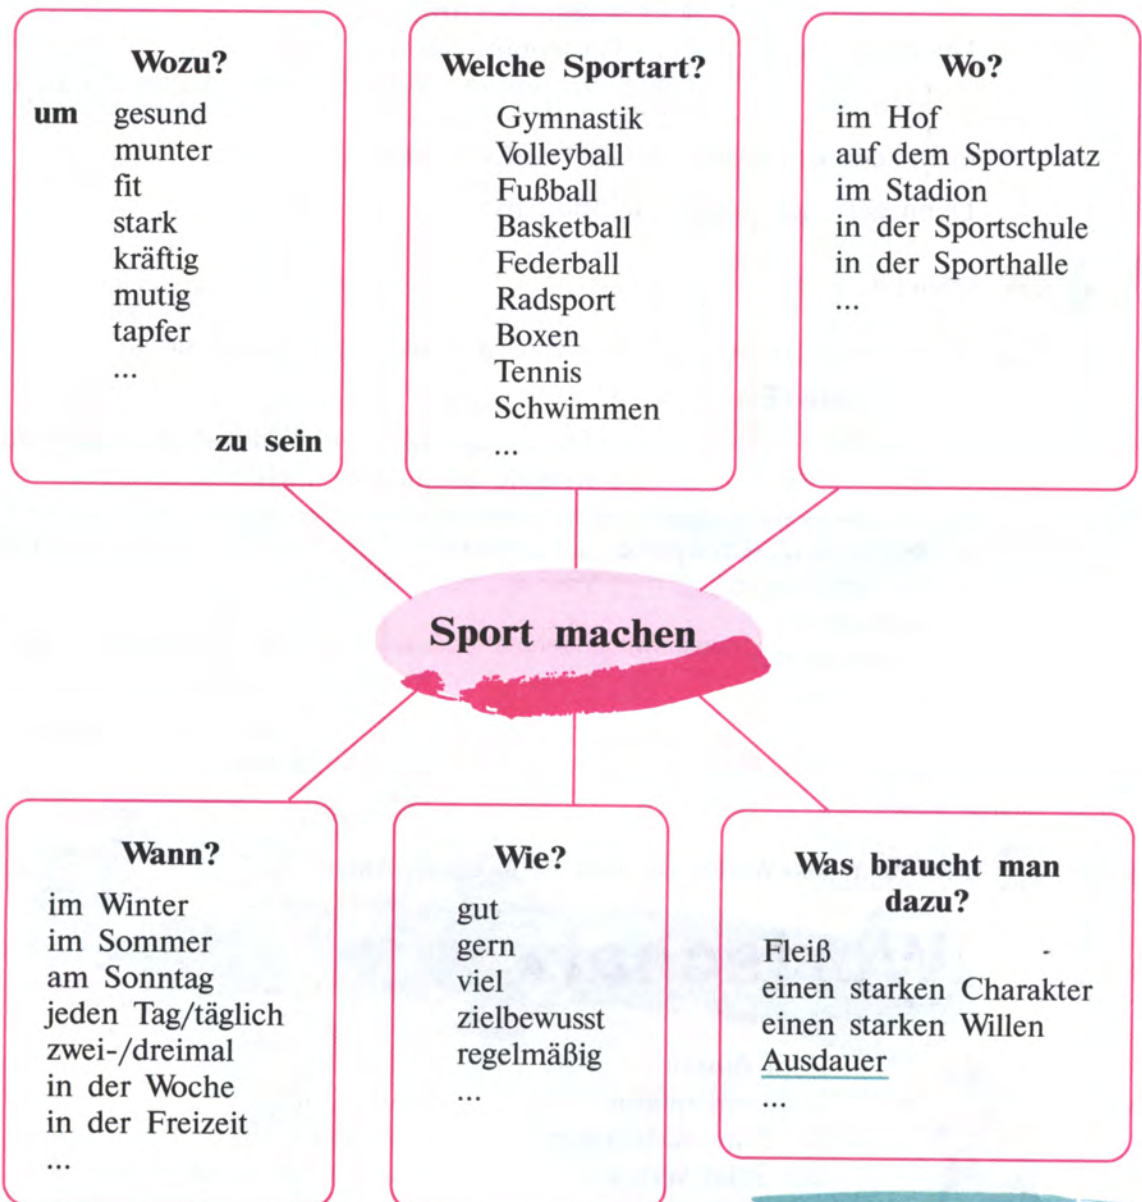 Wozu?
um gesund
munter
fit
stark
kräftig
mutig
tapfer
...
zu sein
Welche Sportart?
Gymnastik
Volleyball
Fußball
Basketball
Federball
Radsport
Boxen
Tennis
Schwimmen
...
Wo?
im Hof
auf dem Sportplatz
im Stadion
in der Sportschule
in der Sporthalle
...
Sport machen
Wann?
im Winter
im Sommer
am Sonntag
jeden Tag/täglich
zwei-/dreimal
in der Woche
in der Freizeit
...
Wie?
gut
gern
viel
zielbewusst
regelmäßig
...
Was braucht man
dazu?
Fleiß
einen starken Charakter
einen starken Willen
Ausdauer
...